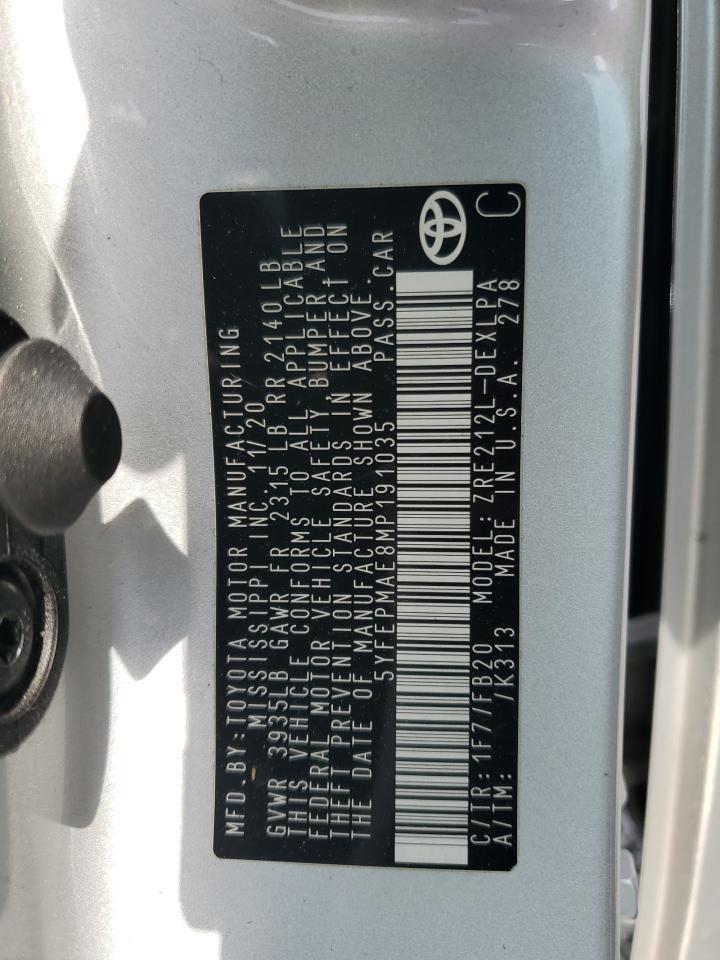 MFD.BY:TOYOTA MOTOR MANUFACTURING
MISSISSIPPI INC. 11/20
GVWR 3935LB GAWR FR 2315 LB RR 2140 LB
THIS VEHICLE CONFORMS TO ALL APPLICABLE
FEDERAL MOTOR VEHICLE SAFETY, BUMPER, AND
THEFT PREVENTION STANDARDS IN EFFECT ON
THE DATE OF MANUFACTURE SHOWN ABOVE.
5YFEPMAE8MP191035 PASS.CAR
C/TR: 1F7/FB20 MODEL: ZRE212L-DEXLPA
A/TM: /K313 MADE IN U.S.A. 278
C